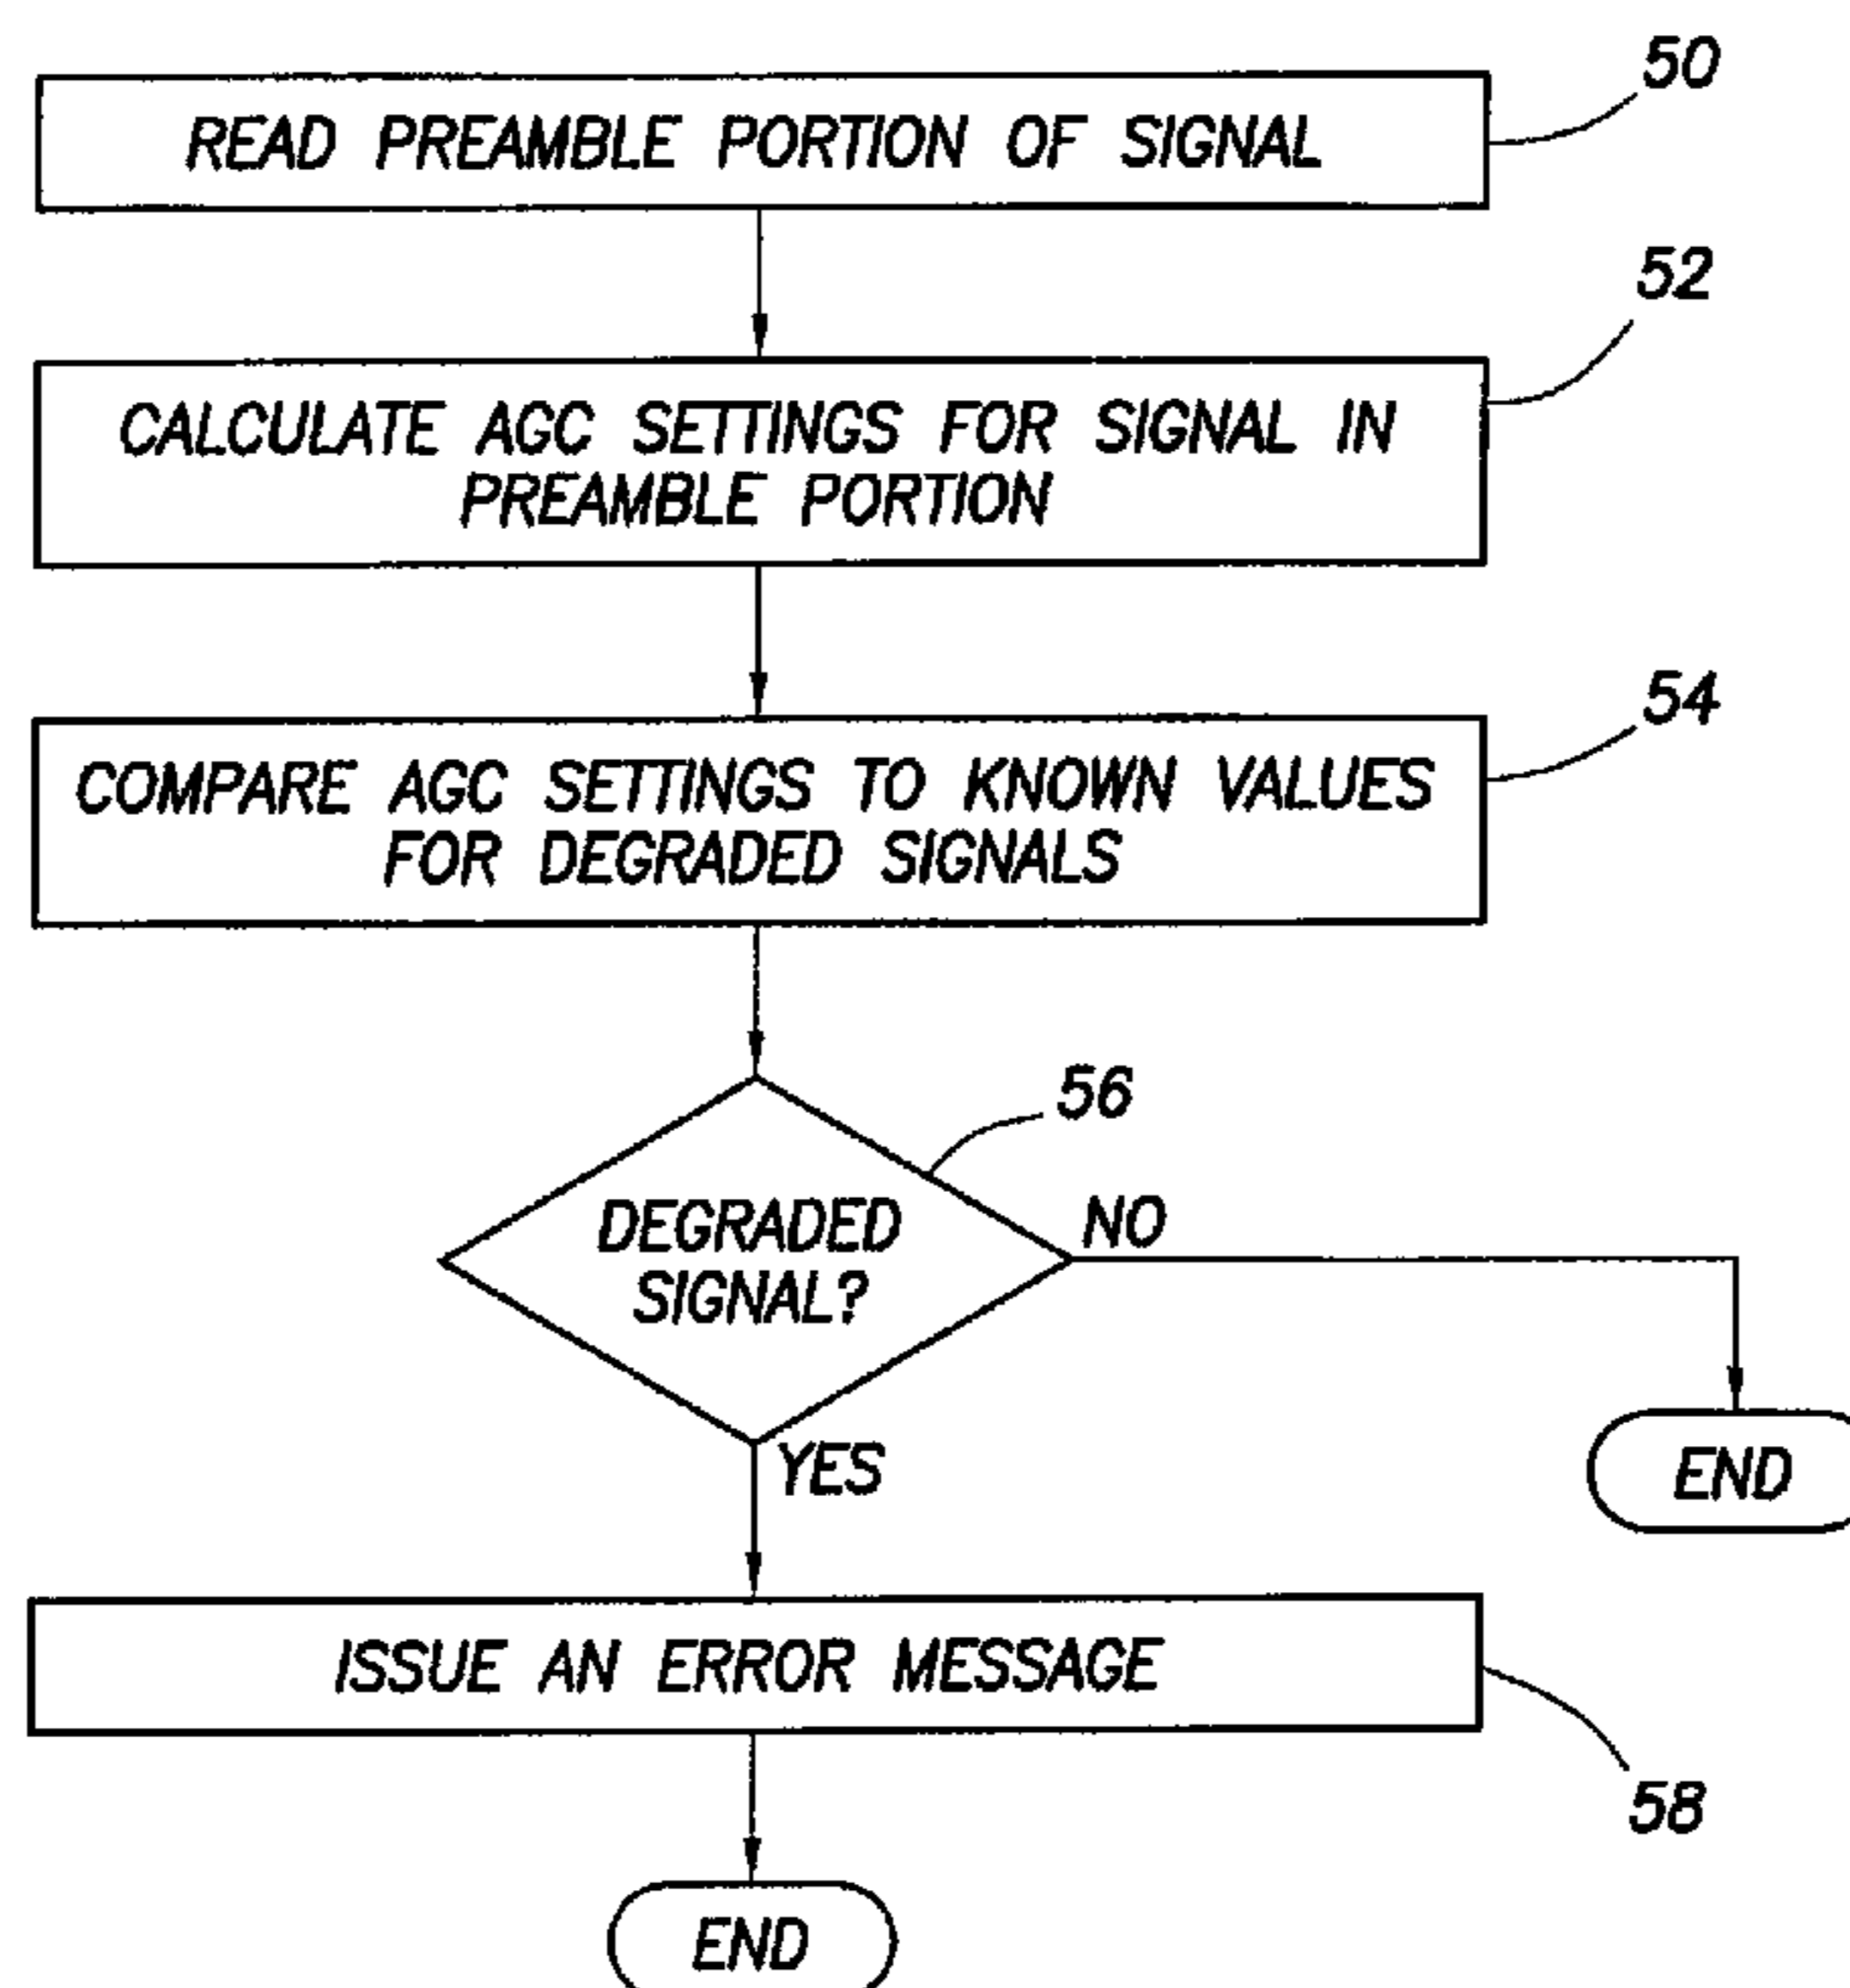 50
READ PREAMBLE PORTION OF SIGNAL
52
CALCULATE AGC SETTINGS FOR SIGNAL IN
PREAMBLE PORTION
54
COMPARE AGC SETTINGS TO KNOWN VALUES
FOR DEGRADED SIGNALS
56
DEGRADED
SIGNAL?
NO
YES
END
ISSUE AN ERROR MESSAGE
58
END